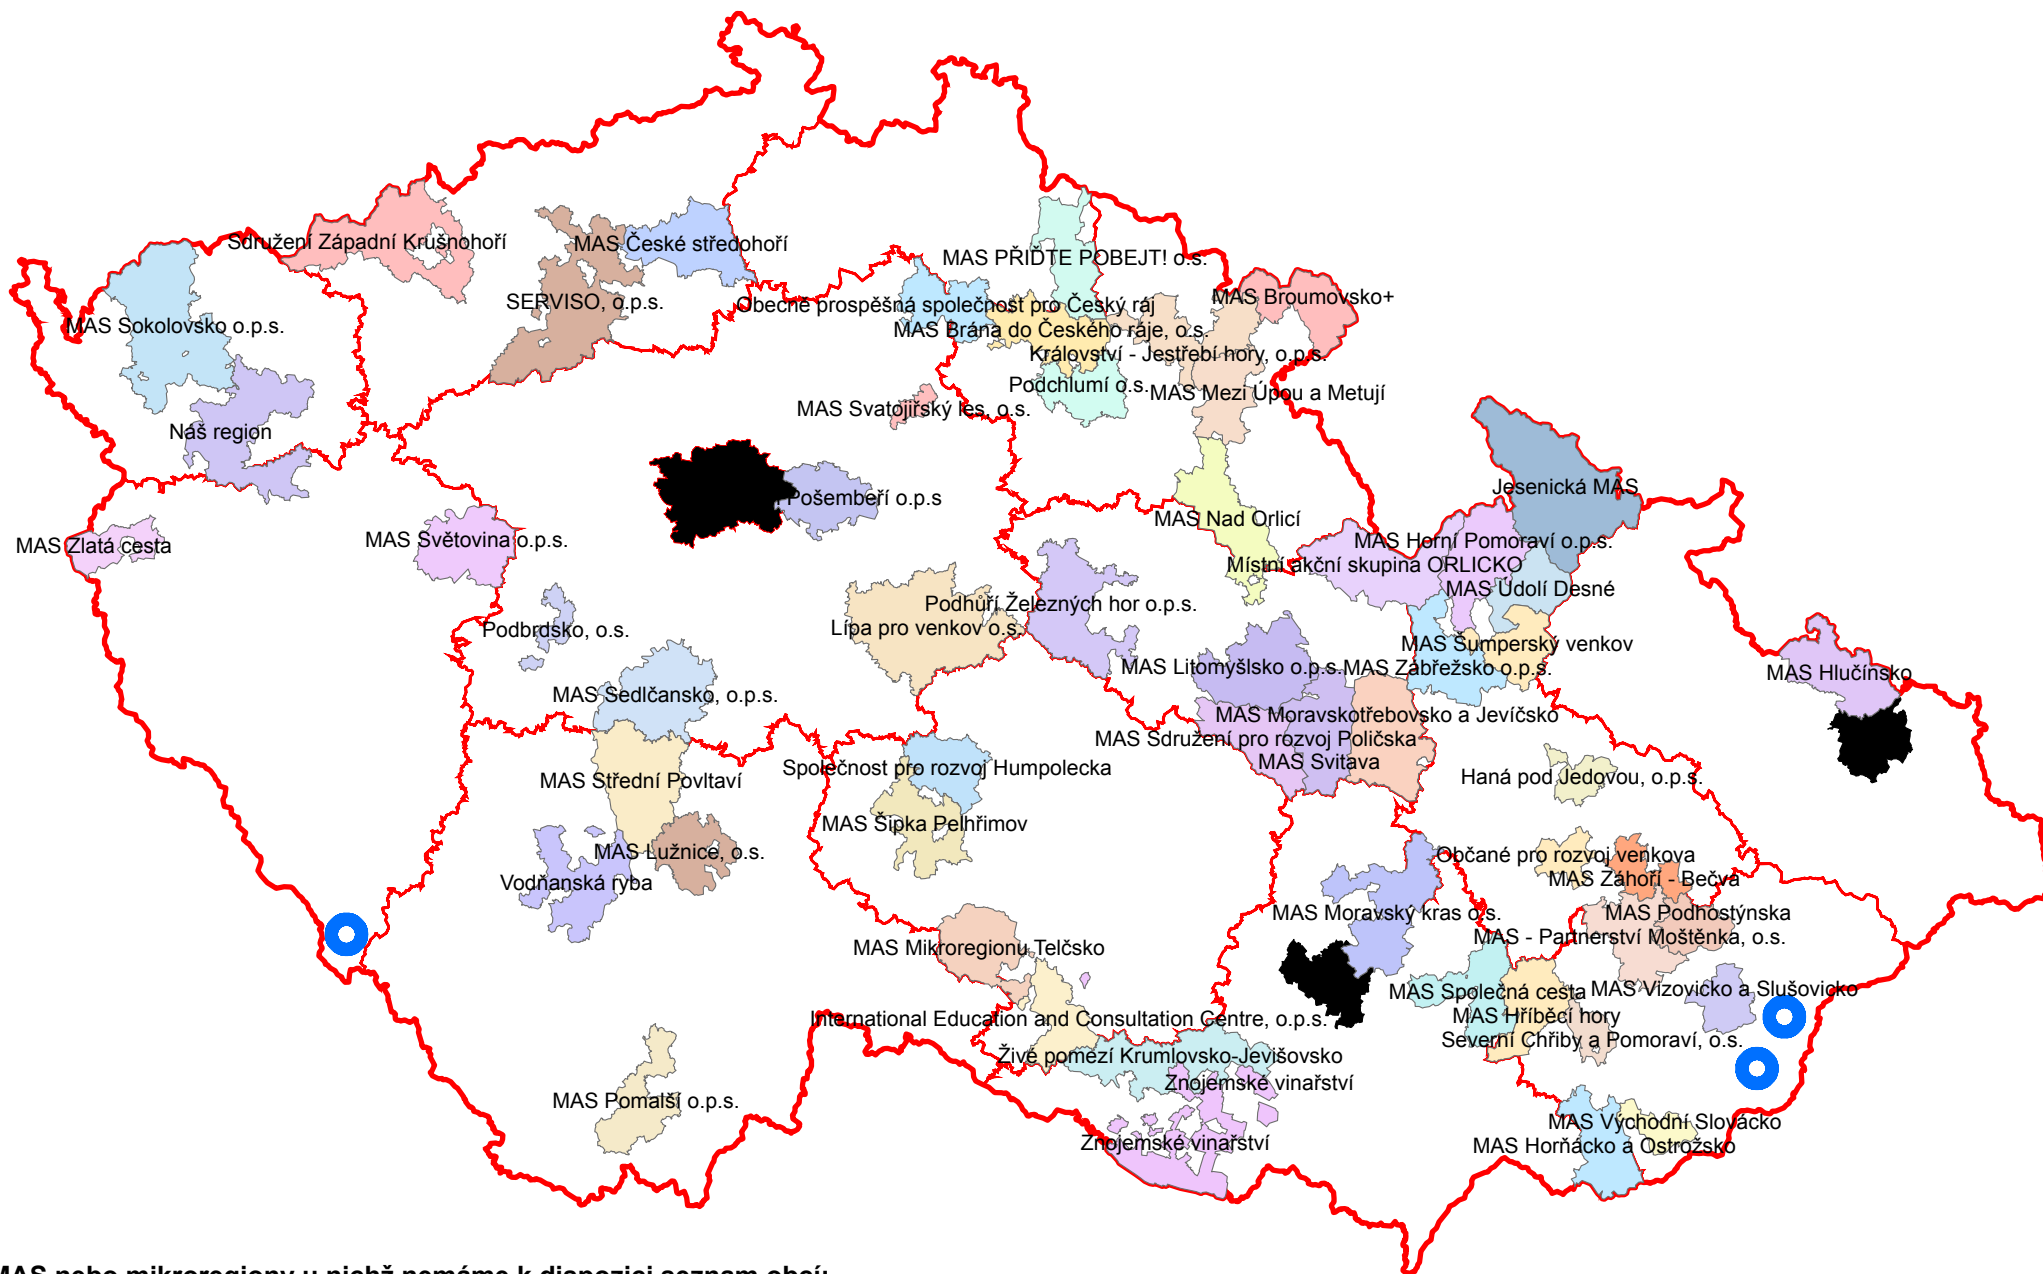 Sdružení Západní Krušnohoří
MAS České středohoří
MAS PŘIĎTE POBEJT! o.s.
SERVISO, o.p.s.
Obecně prospěšná společnost pro Český ráj
MAS Broumovsko+
MAS Sokolovsko o.p.s.
MAS Brána do Českého ráje, o.s.
Království - Jestřebí hory, o.p.s.
Podchlumí o.s.
MAS Mezi Úpou a Metují
MAS Svatojiřský les, o.s.
Náš region
Jesenická MAS
Pošembeří o.p.s
MAS Nad Orlicí
MAS Zlatá cesta
MAS Světovina o.p.s.
MAS Horní Pomoraví o.p.s.
Místní akční skupina ORLICKO
MAS Údolí Desné
Podhůří Železných hor o.p.s.
Lípa pro venkov o.s.
Podbrdsko, o.s.
MAS Šumperský venkov
MAS Litomyšlsko o.p.s.
MAS Zábřežsko o.p.s.
MAS Hlučínsko
MAS Sedlčansko, o.p.s.
MAS Moravskotřebovsko a Jevíčsko
MAS Sdružení pro rozvoj Poličska
MAS Svitava
Společnost pro rozvoj Humpolecka
MAS Střední Povltaví
Haná pod Jedovou, o.p.s.
MAS Šipka Pelhřimov
MAS Lužnice, o.s.
Občané pro rozvoj venkova
MAS Záhoří - Bečva
Vodňanská ryba
MAS Moravský kras o.s.
MAS Podhostýnska
MAS - Partnerství Moštěnka, o.s.
MAS Mikroregionu Telčsko
MAS Společná cesta
MAS Vizovicko a Slušovicko
MAS Hříběcí hory
International Education and Consultation Centre, o.p.s.
Severní Chřiby a Pomoraví, o.s.
Živé pomezí Krumlovsko-Jevišovsko
Znojemské vinařství
MAS Pomalší o.p.s.
MAS Východní Slovácko
Znojemské vinařství
MAS Horňácko a Ostrožsko
MAS nebo mikroregiony u nichž nemáme k dispozici seznam obcí: